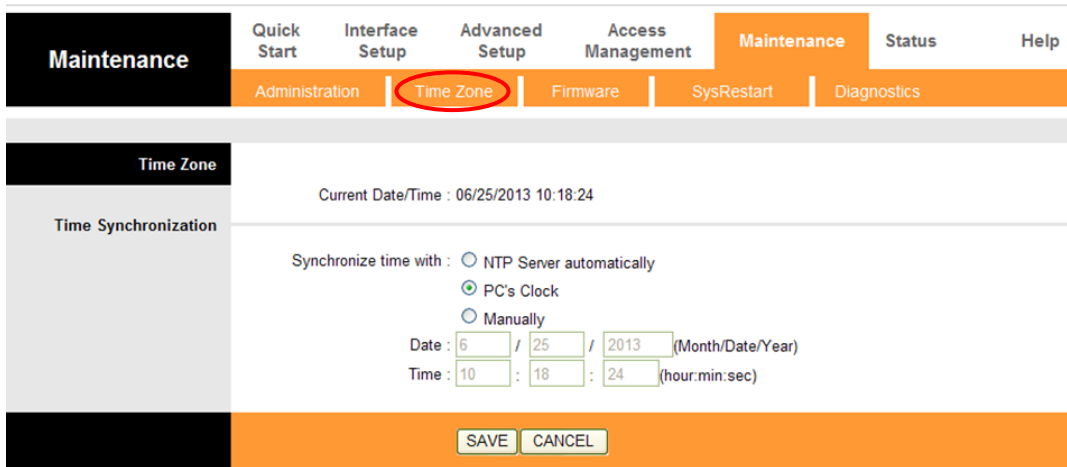 Maintenance
Quick Start
Interface Setup
Advanced Setup
Access Management
Maintenance
Status
Help
Administration
Time Zone
Firmware
SysRestart
Diagnostics
Time Zone
Current Date/Time : 06/25/2013 10:18:24
Time Synchronization
Synchronize time with : NTP Server automatically
PC's Clock
Manually
Date : 6 / 25 / 2013 (Month/Date/Year)
Time : 10 : 18 : 24 (hour:min:sec)
SAVE CANCEL